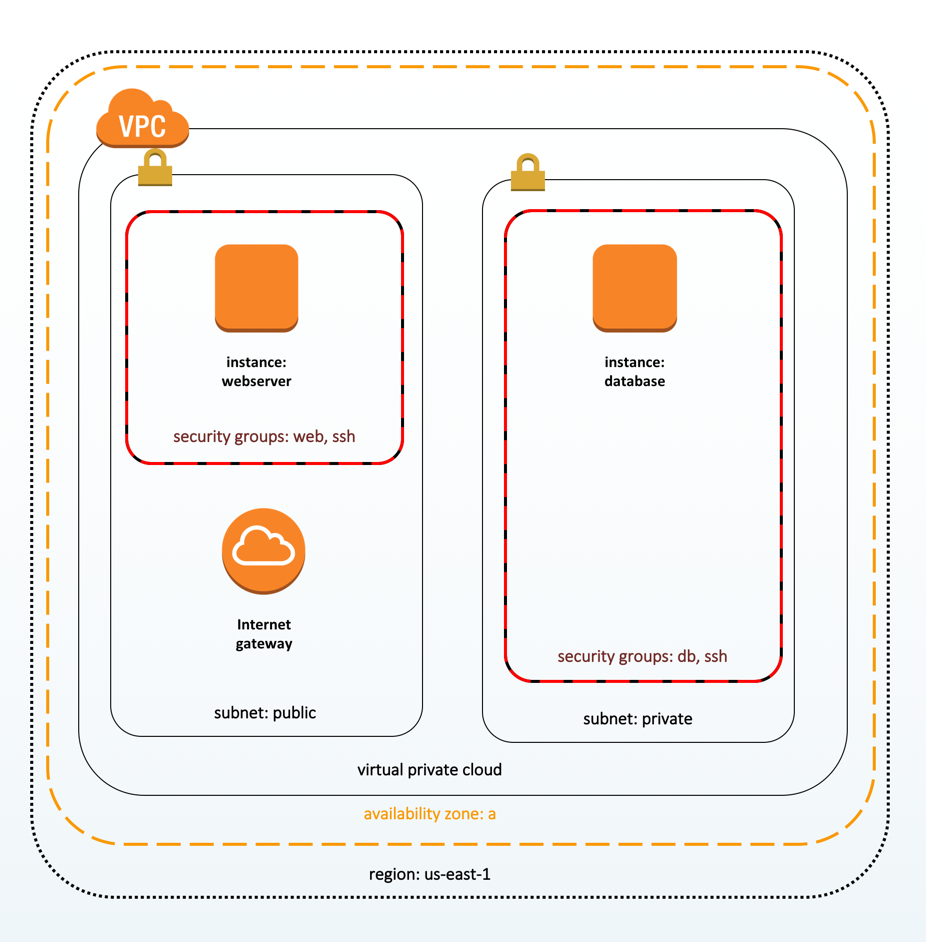 VPC
instance:
webserver
security groups: web, ssh
Internet
gateway
subnet: public
instance:
database
security groups: db, ssh
subnet: private
virtual private cloud
availability zone: a
region: us-east-1